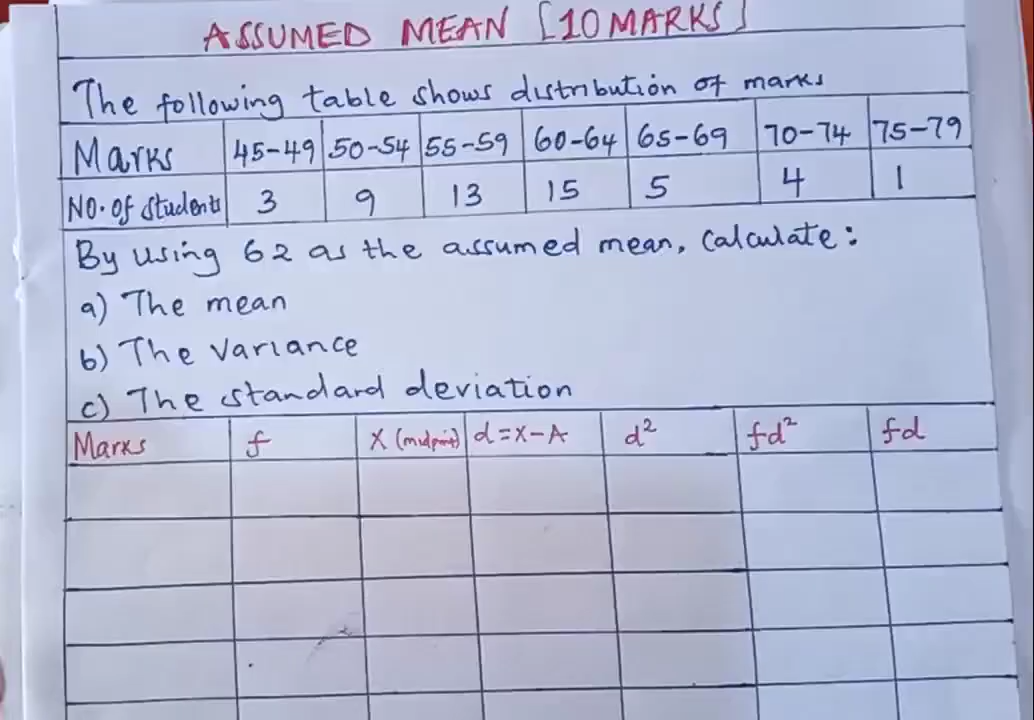 ASSUMED MEAN [10 MARKS]
The following table shows distribution of marks
Marks 45-49 50-54 55-59 60-64 65-69 70-74 75-79
NO. of students 3 9 13 15 5 4 1
By using 62 as the assumed mean, calculate:
a) The mean
b) The variance
c) The standard deviation
Marks f X (midpoint) d=X-A d² fd² fd